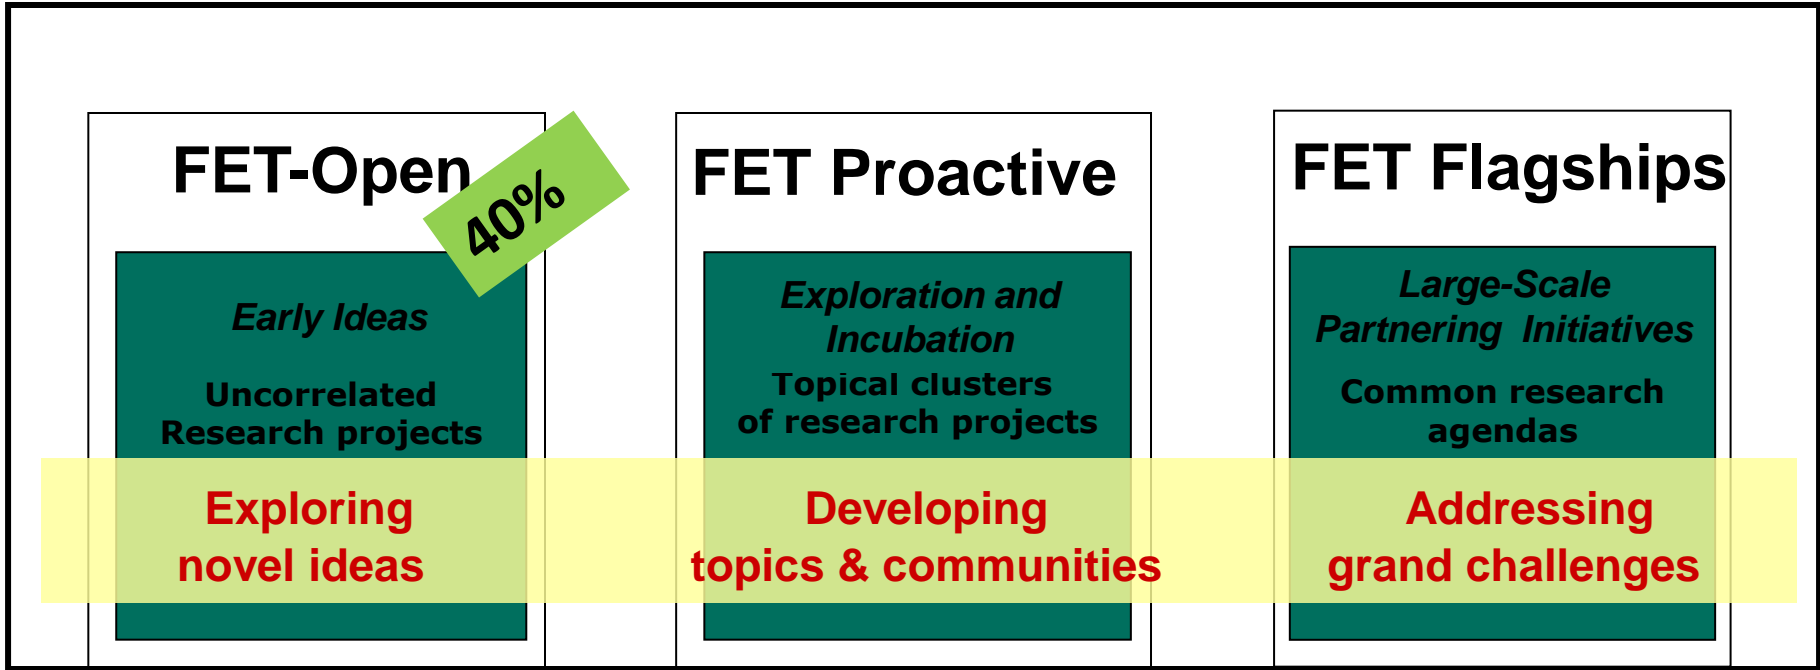 FET-Open
40%
Early Ideas
Uncorrelated
Research projects
Exploring
novel ideas
FET Proactive
Exploration and
Incubation
Topical clusters
of research projects
Developing
topics & communities
FET Flagships
Large-Scale
Partnering Initiatives
Common research
agendas
Addressing
grand challenges